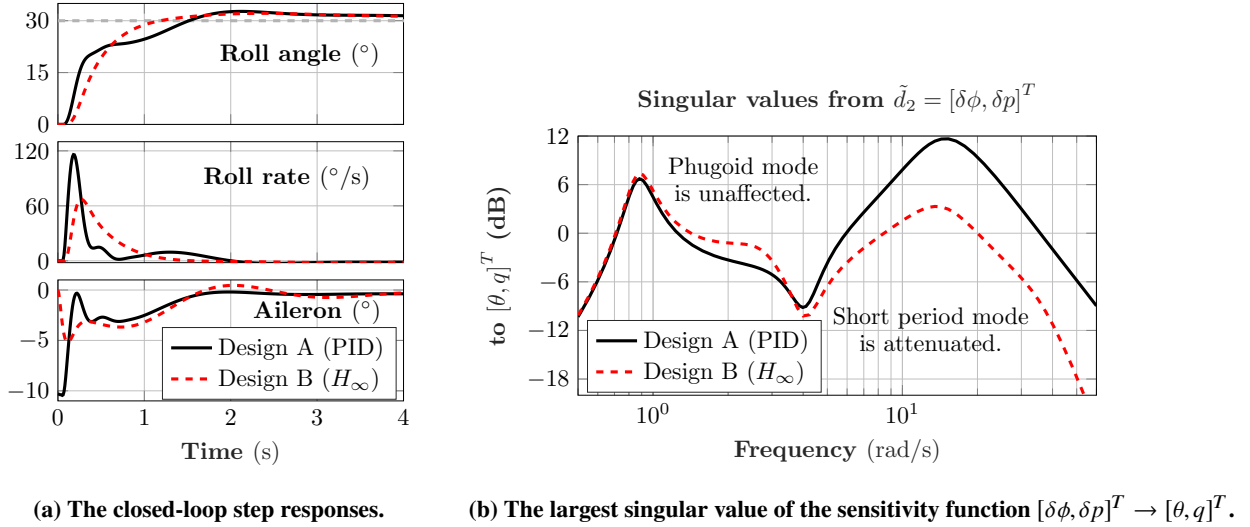 30
15
0
Roll angle (°)
120
60
0
Roll rate (°/s)
0
−5
−10
Aileron (°)
Design A (PID)
Design B (H∞)
0
1
2
3
4
Time (s)
Singular values from d̃₂ = [δϕ, δp]ᵀ
to [θ, q]ᵀ (dB)
12
6
0
−6
−12
−18
Phugoid mode
is unaffected.
Short period mode
is attenuated.
Design A (PID)
Design B (H∞)
10⁰
10¹
Frequency (rad/s)
(a) The closed-loop step responses.
(b) The largest singular value of the sensitivity function [δϕ, δp]ᵀ → [θ, q]ᵀ.